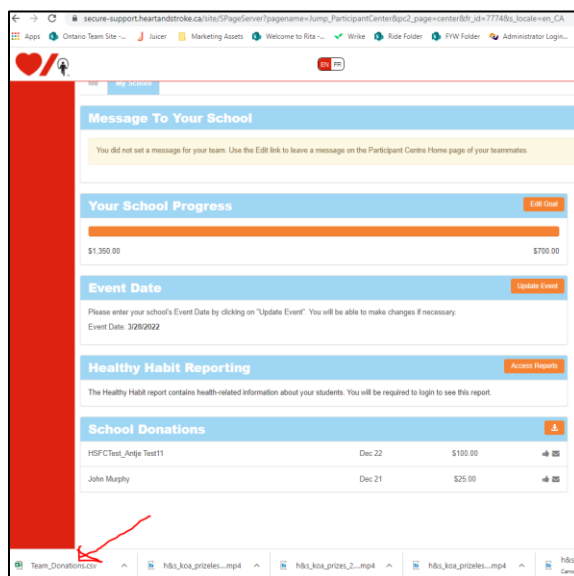 secure-support.heartandstroke.ca/site/SPageServer?pagename=Jump_ParticipantCenter&pc2_page=center&fr_id=7774&s_locale=en_CA
Apps Ontario Team Site -... Juicer Marketing Assets Welcome to Rita -... Wrike Ride Folder FYW Folder Administrator Login...
EN FR
Me My School
Message To Your School
You did not set a message for your team. Use the Edit link to leave a message on the Participant Centre Home page of your teammates.
Your School Progress Edit Goal
$1,350.00 $700.00
Event Date Update Event
Please enter your school's Event Date by clicking on "Update Event". You will be able to make changes if necessary.
Event Date: 3/28/2022
Healthy Habit Reporting Access Reports
The Healthy Habit report contains health-related information about your students. You will be required to login to see this report.
School Donations
HSFCTest_Antje Test11 Dec 22 $100.00
John Murphy Dec 21 $25.00
Team_Donations.csv h&s_koa_prizeles....mp4 h&s_koa_prizes_2....mp4 h&s_koa_prizeles....mp4 h&s
Canc